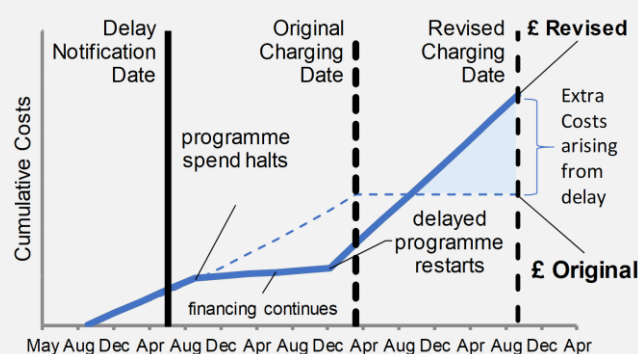 Delay
Notification
Date
Original
Charging
Date
Revised
Charging
Date
£ Revised
Extra
Costs
arising
from
delay
programme
spend halts
Cumulative Costs
delayed
programme
restarts
£ Original
financing continues
May Aug Dec Apr Aug Dec Apr Aug Dec Apr Aug Dec Apr Aug Dec Apr